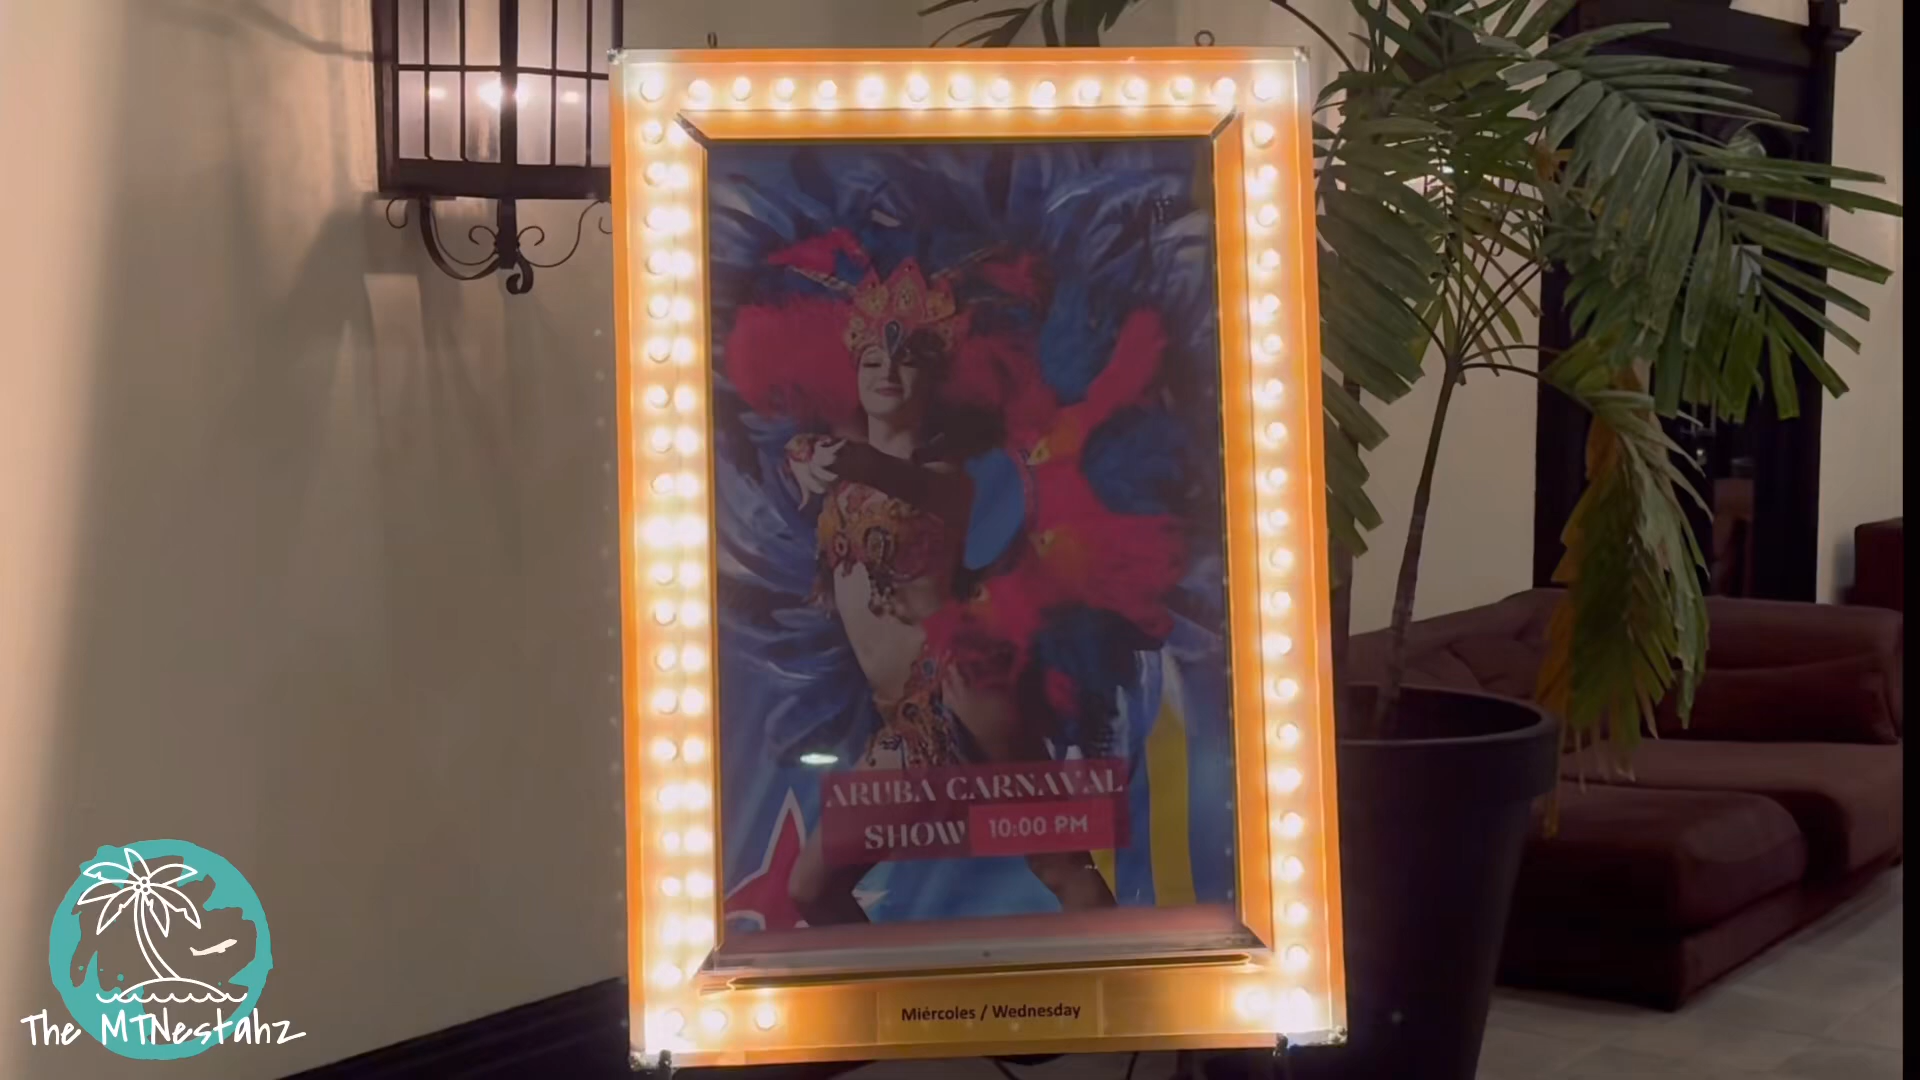 ARUBA CARNAVAL
SHOW 10:00 PM
Miércoles / Wednesday
The MTNestahz